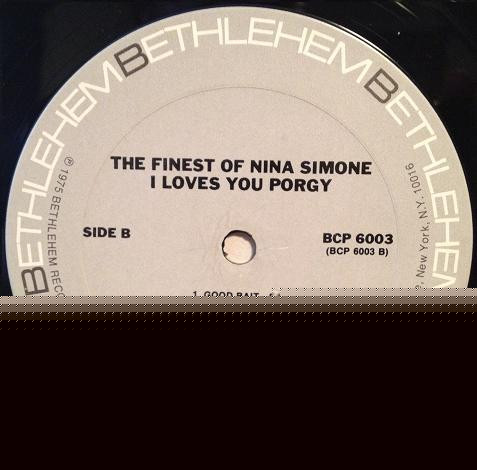 BETHLEHEM BETHLEHEM BETHLEHEM
THE FINEST OF NINA SIMONE
I LOVES YOU PORGY
SIDE B
BCP 6003
(BCP 6003 B)
1. GOOD BAIT
℗ 1975 BETHLEHEM
New York, N.Y. 10016